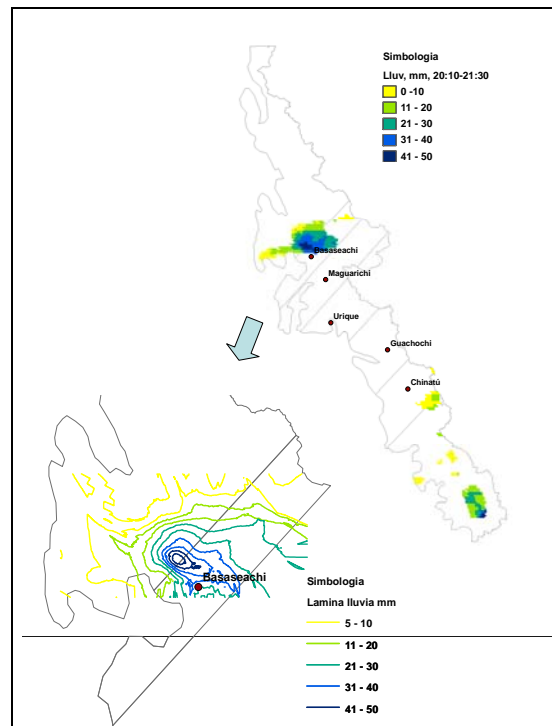 Simbologia
Lluv, mm, 20:10-21:30
0 -10
11 - 20
21 - 30
31 - 40
41 - 50
Basaseachi
Maguarichi
Urique
Guachochi
Chinatú
Basaseachi
Simbologia
Lamina lluvia mm
5 - 10
11 - 20
21 - 30
31 - 40
41 - 50